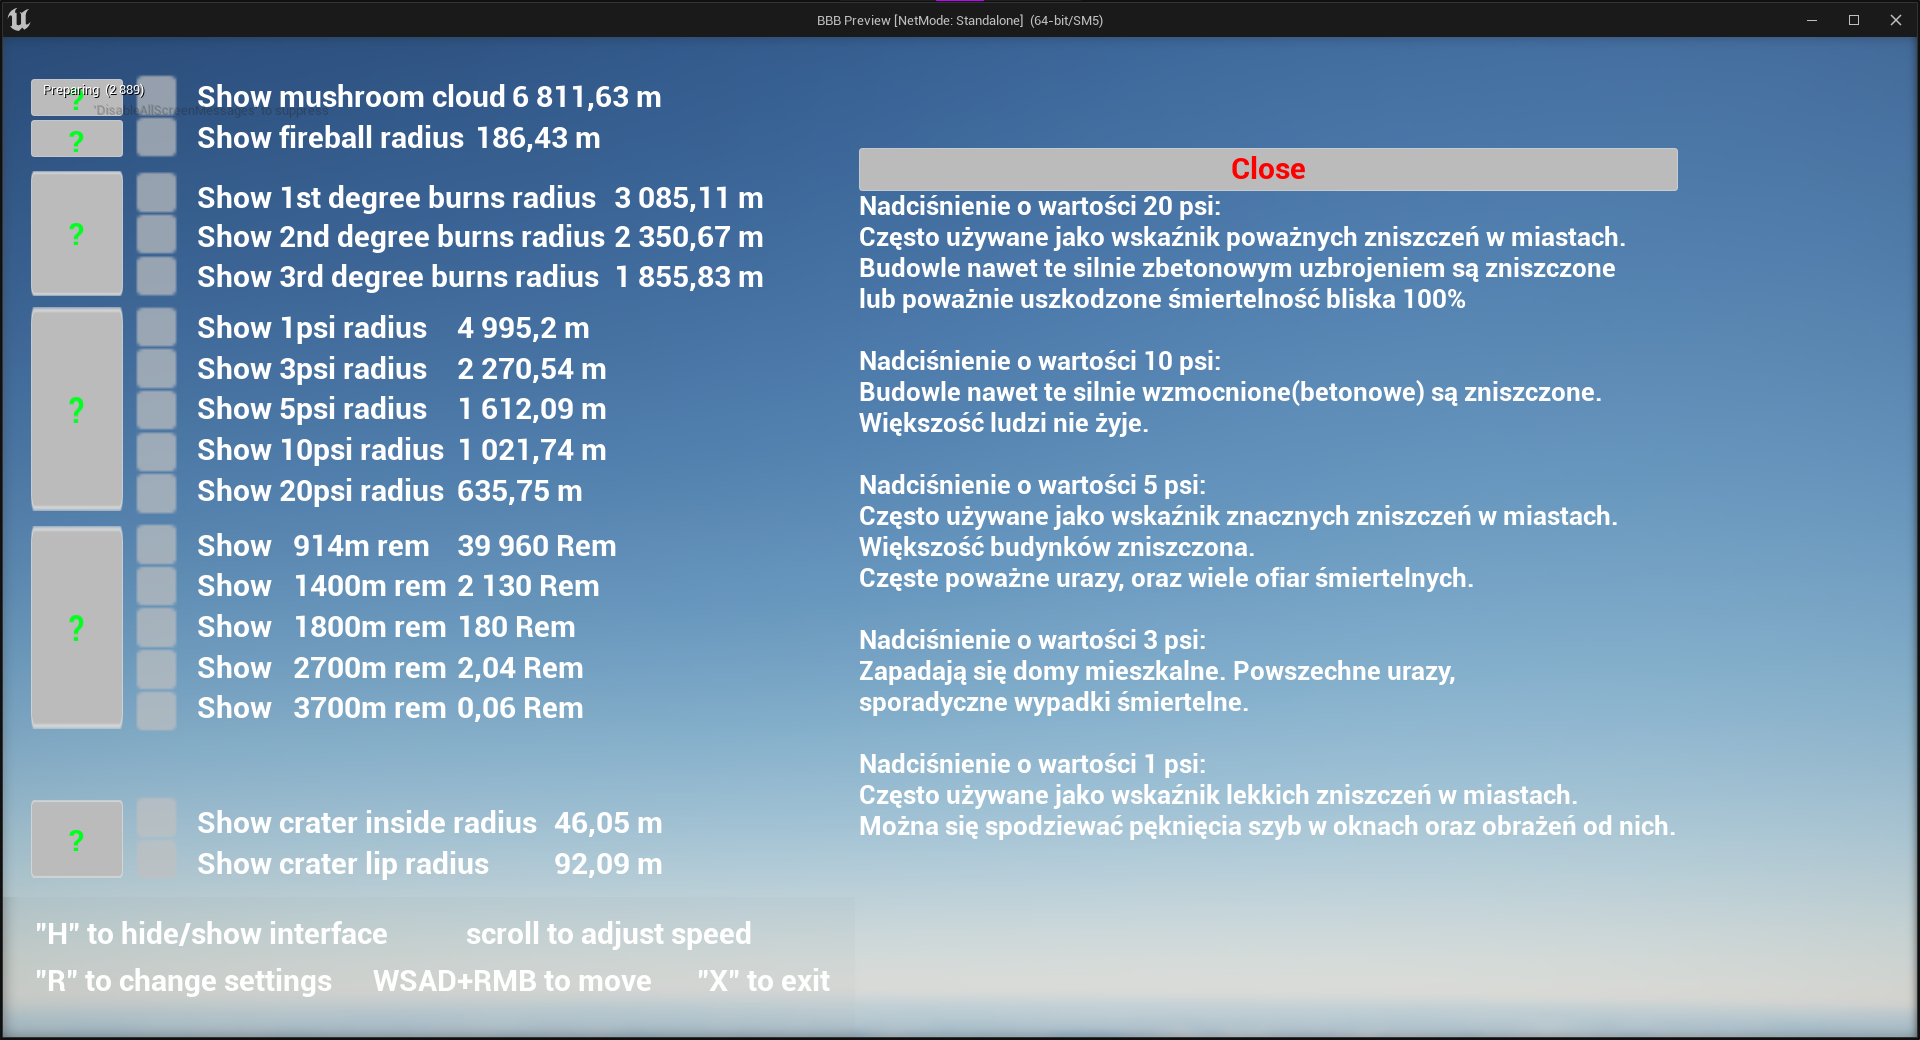 BBB Preview [NetMode: Standalone] (64-bit/SM5)
Preparing (2 889)
'DisableAllScreenMessages' to suppress
? Show mushroom cloud 6 811,63 m
? Show fireball radius 186,43 m
Show 1st degree burns radius 3 085,11 m
? Show 2nd degree burns radius 2 350,67 m
Show 3rd degree burns radius 1 855,83 m
Show 1psi radius 4 995,2 m
Show 3psi radius 2 270,54 m
? Show 5psi radius 1 612,09 m
Show 10psi radius 1 021,74 m
Show 20psi radius 635,75 m
Show 914m rem 39 960 Rem
Show 1400m rem 2 130 Rem
? Show 1800m rem 180 Rem
Show 2700m rem 2,04 Rem
Show 3700m rem 0,06 Rem
? Show crater inside radius 46,05 m
Show crater lip radius 92,09 m
"H" to hide/show interface scroll to adjust speed
"R" to change settings WSAD+RMB to move "X" to exit
Close
Nadciśnienie o wartości 20 psi:
Często używane jako wskaźnik poważnych zniszczeń w miastach.
Budowle nawet te silnie zbetonowym uzbrojeniem są zniszczone
lub poważnie uszkodzone śmiertelność bliska 100%
Nadciśnienie o wartości 10 psi:
Budowle nawet te silnie wzmocnione(betonowe) są zniszczone.
Większość ludzi nie żyje.
Nadciśnienie o wartości 5 psi:
Często używane jako wskaźnik znacznych zniszczeń w miastach.
Większość budynków zniszczona.
Częste poważne urazy, oraz wiele ofiar śmiertelnych.
Nadciśnienie o wartości 3 psi:
Zapadają się domy mieszkalne. Powszechne urazy,
sporadyczne wypadki śmiertelne.
Nadciśnienie o wartości 1 psi:
Często używane jako wskaźnik lekkich zniszczeń w miastach.
Można się spodziewać pęknięcia szyb w oknach oraz obrażeń od nich.